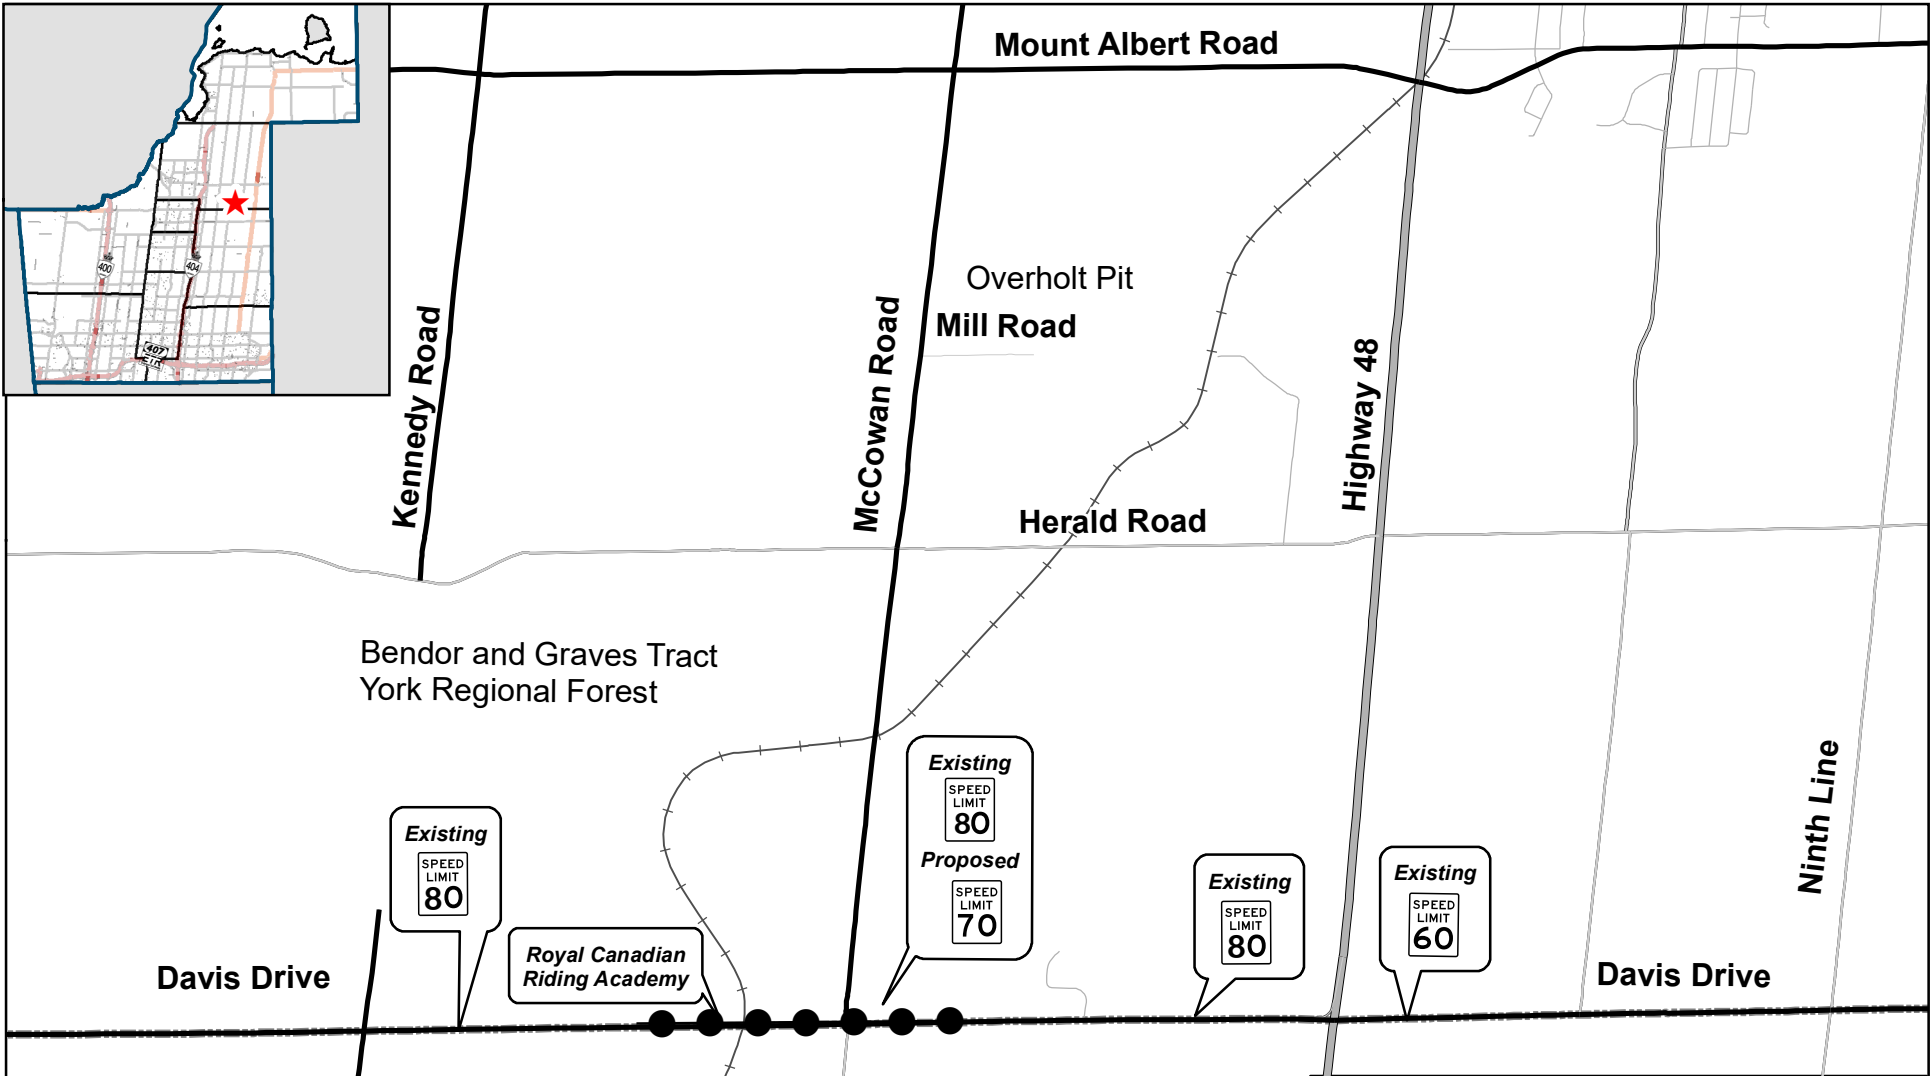 Mount Albert Road
400
404
407
ETR
Overholt Pit
Mill Road
Kennedy Road
McCowan Road
Highway 48
Herald Road
Bendor and Graves Tract
York Regional Forest
Ninth Line
Existing
SPEED
LIMIT
80
Proposed
SPEED
LIMIT
70
Existing
SPEED
LIMIT
80
Existing
SPEED
LIMIT
80
Existing
SPEED
LIMIT
60
Royal Canadian
Riding Academy
Davis Drive
Davis Drive